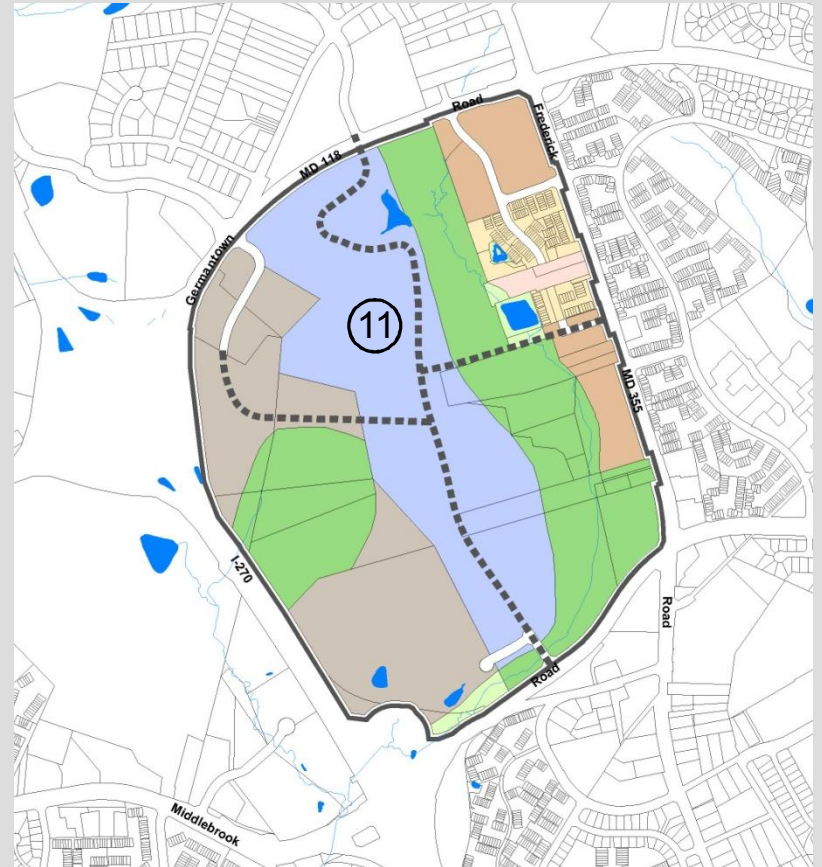 Road
Frederick
MD 118
Germantown
11
MD 355
I-270
Road
Road
Middlebrook